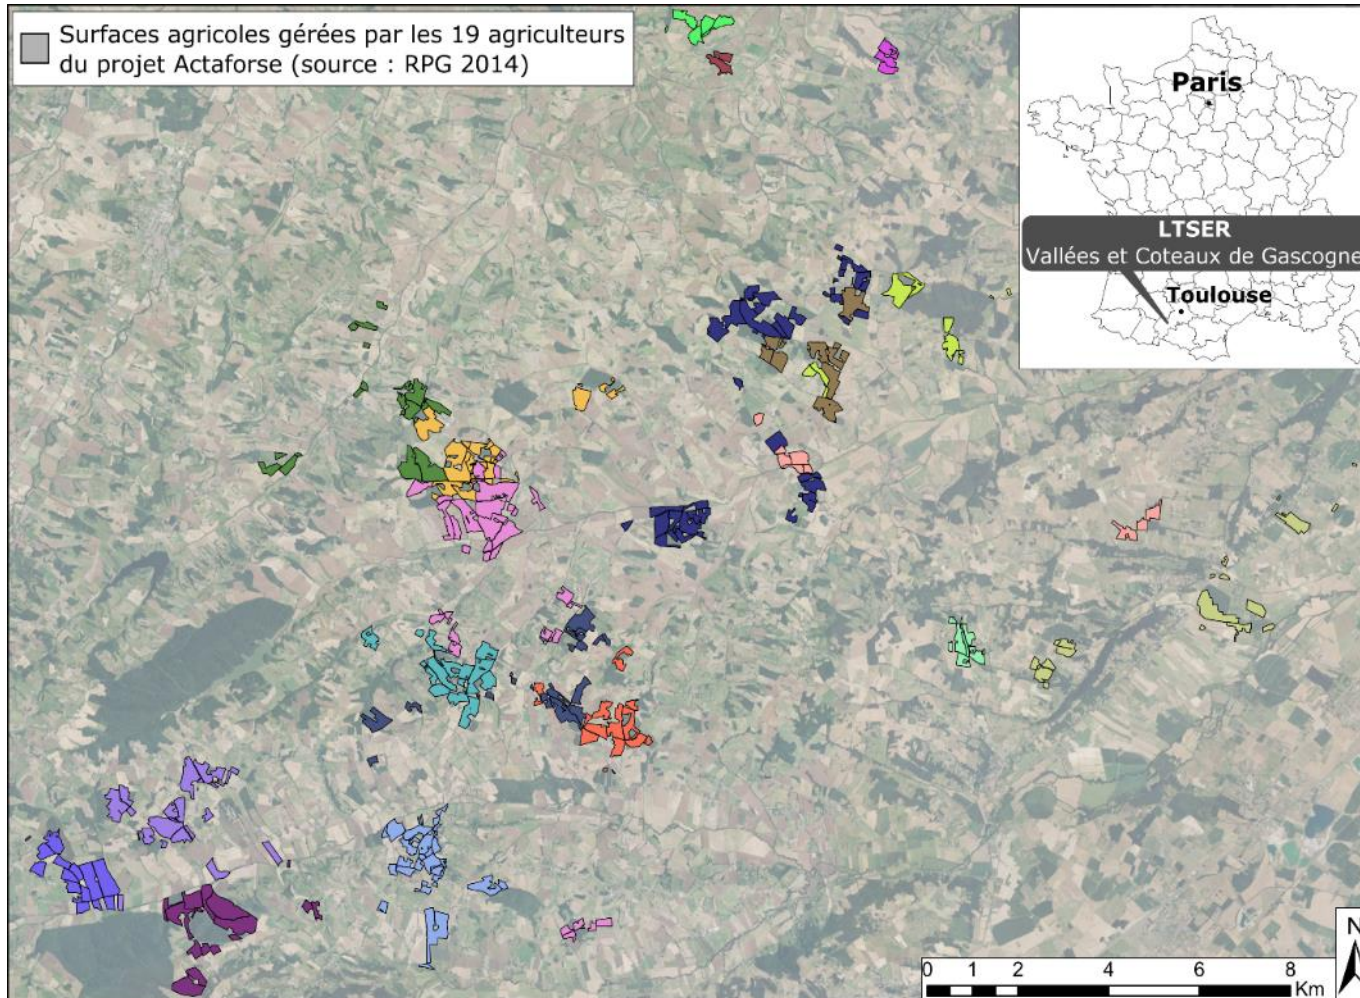 Surfaces agricoles gérées par les 19 agriculteurs
du projet Actaforse (source : RPG 2014)
Paris
LTSER
Vallées et Coteaux de Gascogne
Toulouse
N
0 1 2 4 6 8
Km